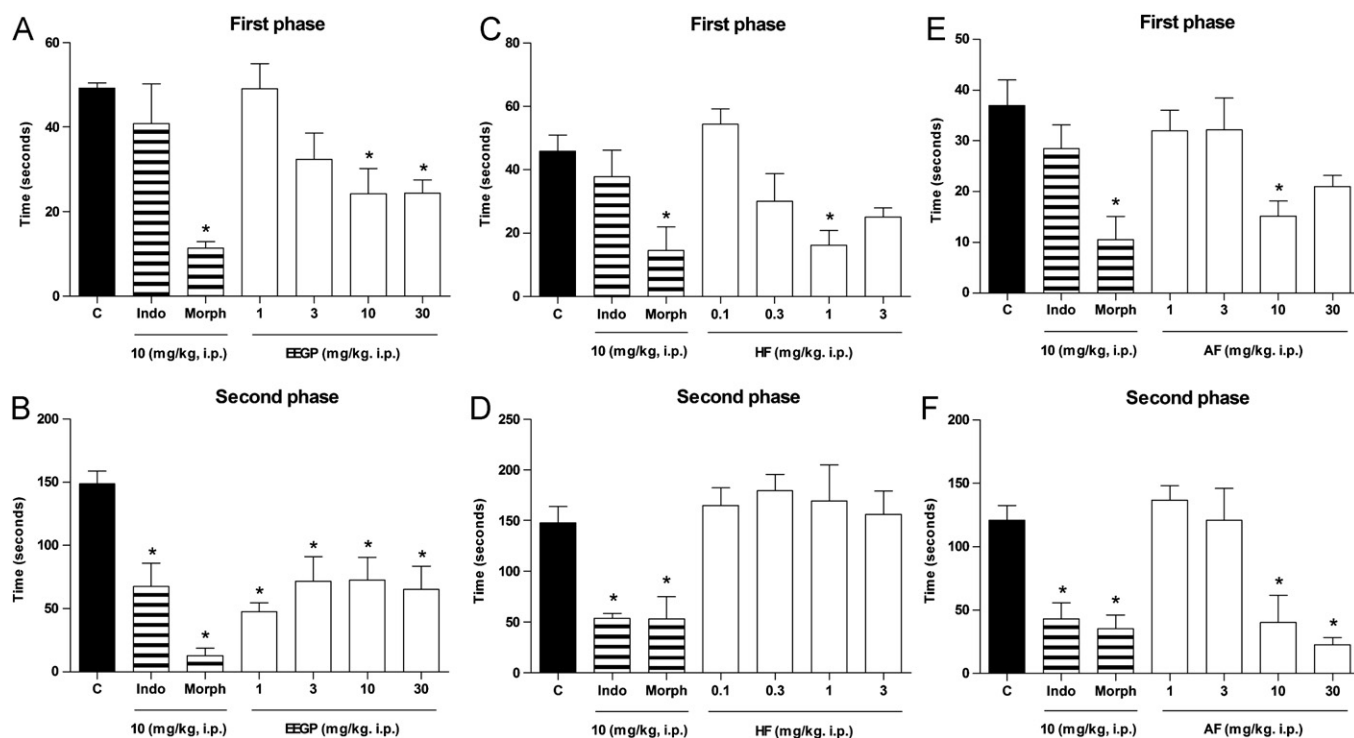 A
First phase
Time (seconds)
60
40
20
0
C Indo Morph 1 3 10 30
10 (mg/kg, i.p.) EEGP (mg/kg. i.p.)
* * *
C
First phase
Time (seconds)
80
60
40
20
0
C Indo Morph 0.1 0.3 1 3
10 (mg/kg, i.p.) HF (mg/kg. i.p.)
* *
E
First phase
Time (seconds)
50
40
30
20
10
0
C Indo Morph 1 3 10 30
10 (mg/kg, i.p.) AF (mg/kg. i.p.)
* *
B
Second phase
Time (seconds)
200
150
100
50
0
C Indo Morph 1 3 10 30
10 (mg/kg, i.p.) EEGP (mg/kg. i.p.)
* * * * * *
D
Second phase
Time (seconds)
250
200
150
100
50
0
C Indo Morph 0.1 0.3 1 3
10 (mg/kg, i.p.) HF (mg/kg. i.p.)
* *
F
Second phase
Time (seconds)
200
150
100
50
0
C Indo Morph 1 3 10 30
10 (mg/kg, i.p.) AF (mg/kg. i.p.)
* * * *